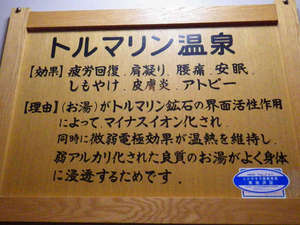 トルマリン温泉
【効果】疲労回復．肩凝り．腰痛．安眠．
しもやけ．皮膚炎．アトピー
【理由】(お湯)がトルマリン鉱石の界面活性作用
によって、マイナスイオン化され
同時に微弱電極効果が温熱を維持し．
弱アルカリ化された良質のお湯がよく身体
に浸透するためです．